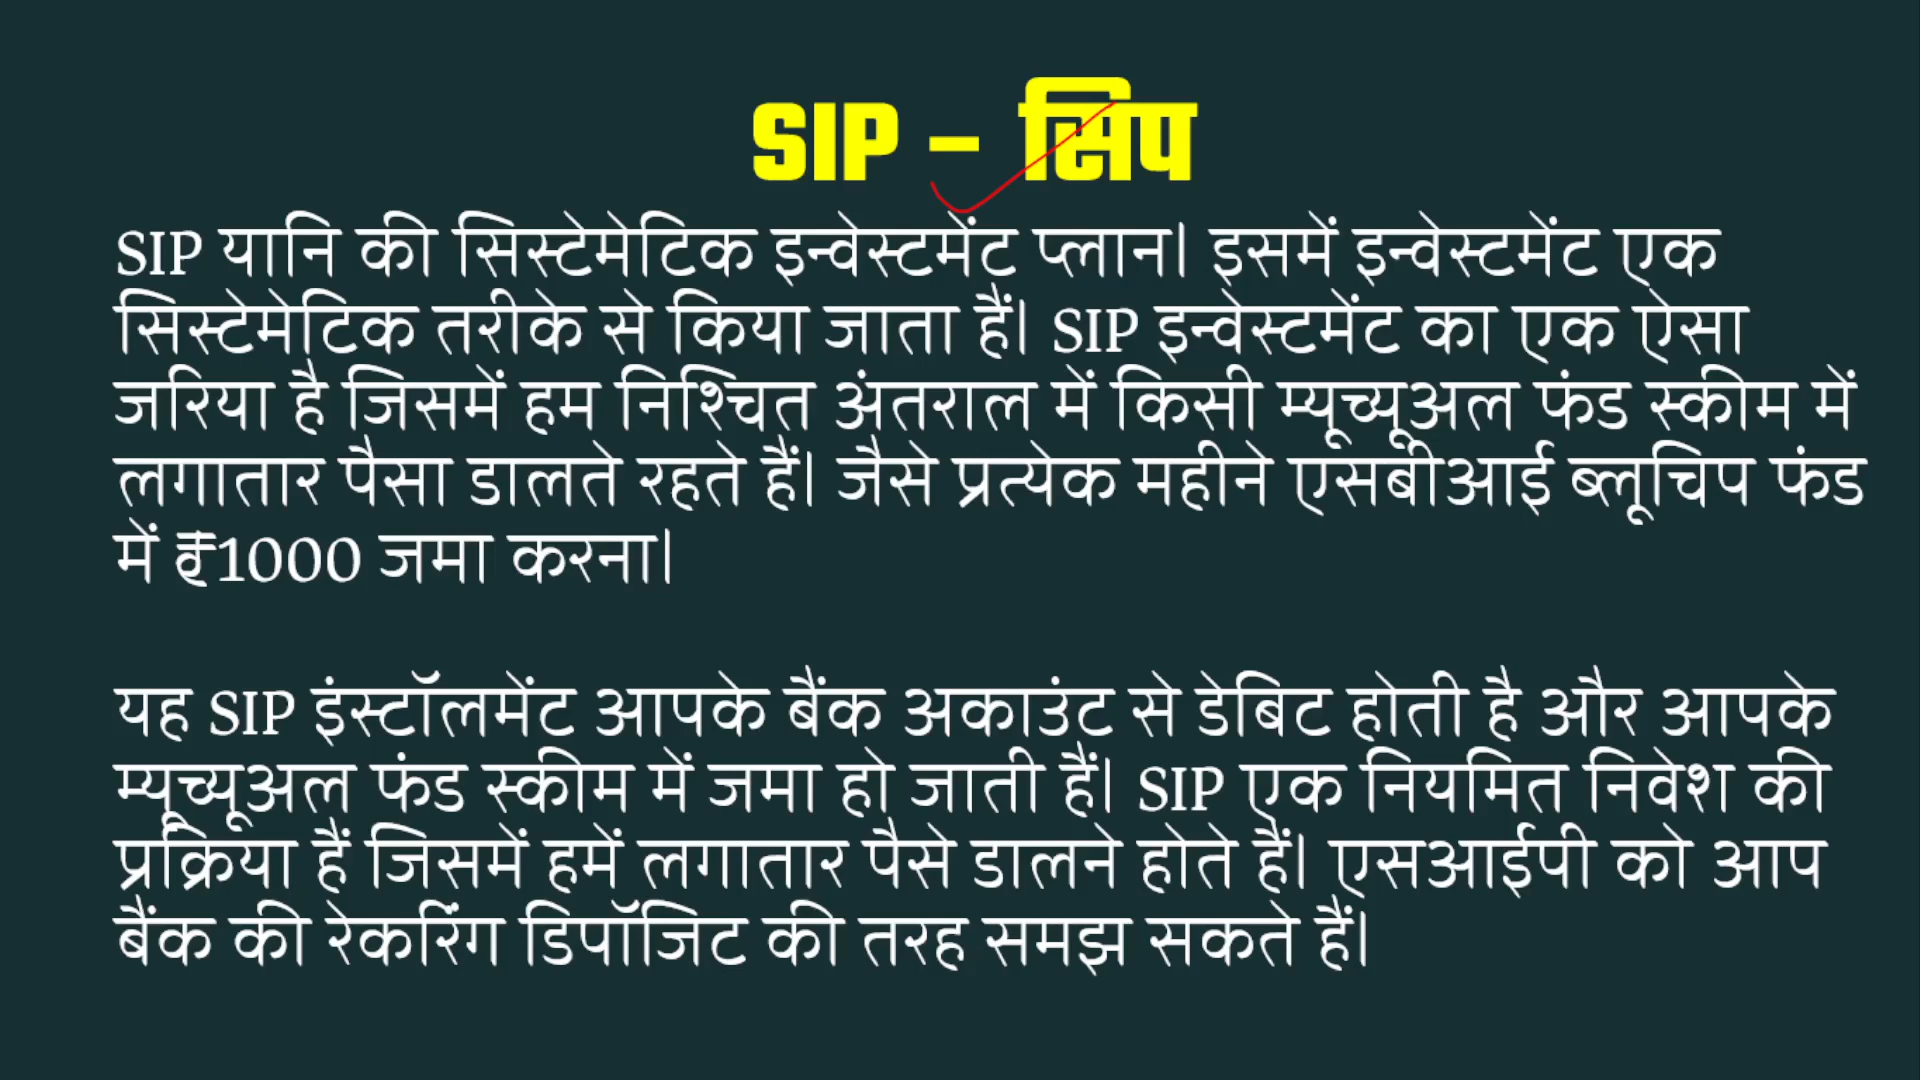 SIP – सिप
SIP यानि की सिस्टेमेटिक इन्वेस्टमेंट प्लान। इसमें इन्वेस्टमेंट एक
सिस्टेमेटिक तरीके से किया जाता हैं। SIP इन्वेस्टमेंट का एक ऐसा
जरिया है जिसमें हम निश्चित अंतराल में किसी म्यूच्यूअल फंड स्कीम में
लगातार पैसा डालते रहते हैं। जैसे प्रत्येक महीने एसबीआई ब्लूचिप फंड
में ₹1000 जमा करना।
यह SIP इंस्टॉलमेंट आपके बैंक अकाउंट से डेबिट होती है और आपके
म्यूच्यूअल फंड स्कीम में जमा हो जाती हैं। SIP एक नियमित निवेश की
प्रक्रिया हैं जिसमें हमें लगातार पैसे डालने होते हैं। एसआईपी को आप
बैंक की रेकरिंग डिपॉजिट की तरह समझ सकते हैं।